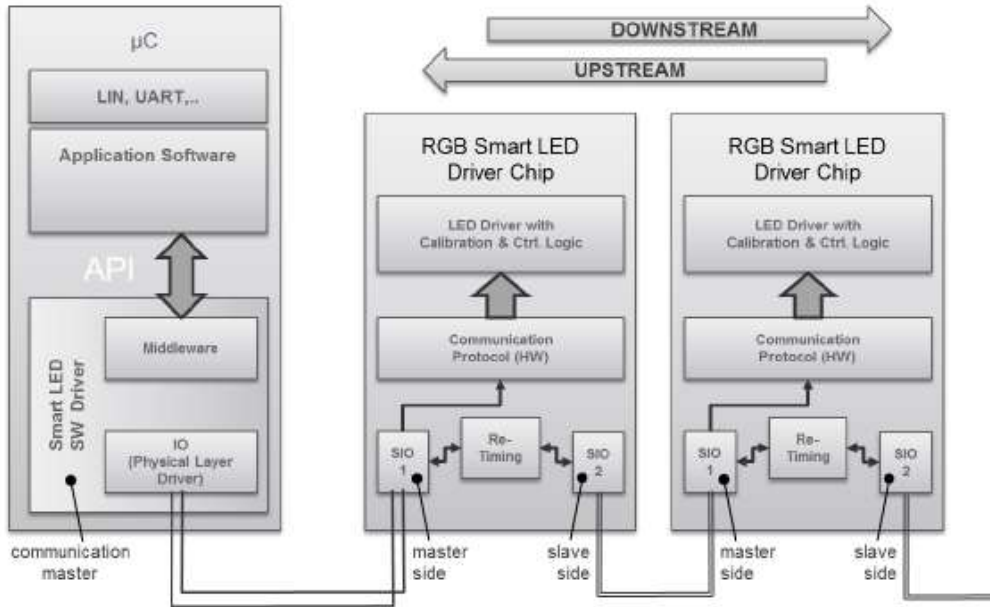 µC
LIN, UART,..
Application Software
API
Middleware
Smart LED
SW Driver
IO
(Physical Layer
Driver)
communication
master
DOWNSTREAM
UPSTREAM
RGB Smart LED
Driver Chip
LED Driver with
Calibration & Ctrl. Logic
Communication
Protocol (HW)
SIO
1
Re-
Timing
SIO
2
master
side
slave
side
RGB Smart LED
Driver Chip
LED Driver with
Calibration & Ctrl. Logic
Communication
Protocol (HW)
SIO
1
Re-
Timing
SIO
2
master
side
slave
side